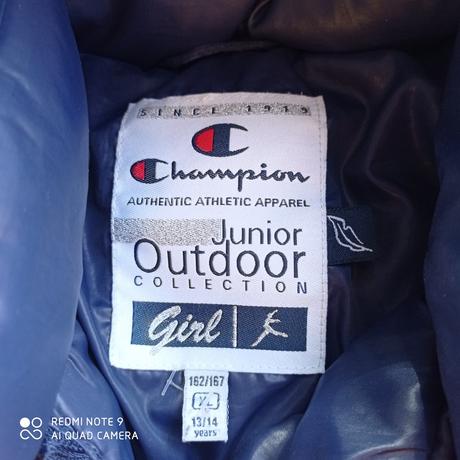 SINCE 1919
Champion
AUTHENTIC ATHLETIC APPAREL
Junior
Outdoor
COLLECTION
Girl
162/167
XL
13/14
years
REDMI NOTE 9
AI QUAD CAMERA